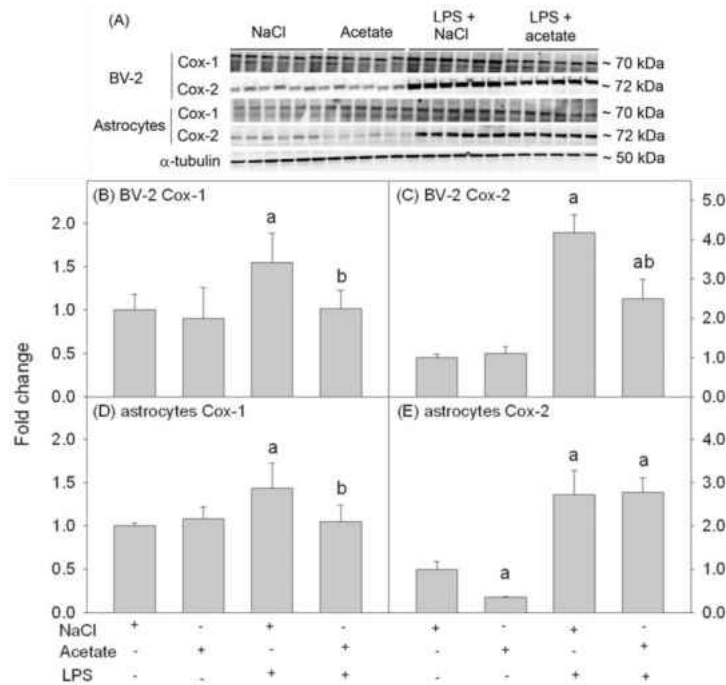 (A)
NaCl Acetate LPS + NaCl LPS + acetate
BV-2 Cox-1 ~ 70 kDa
Cox-2 ~ 72 kDa
Astrocytes Cox-1 ~ 70 kDa
Cox-2 ~ 72 kDa
α-tubulin ~ 50 kDa
(B) BV-2 Cox-1
a
b
2.0
1.5
1.0
0.5
0.0
(C) BV-2 Cox-2
a
ab
5.0
4.0
3.0
2.0
1.0
0.0
Fold change
(D) astrocytes Cox-1
a
b
2.0
1.5
1.0
0.5
0.0
(E) astrocytes Cox-2
a
a
a
4.0
3.0
2.0
1.0
0.0
NaCl + - + - + - + -
Acetate - + - + - + - +
LPS - - + + - - + +